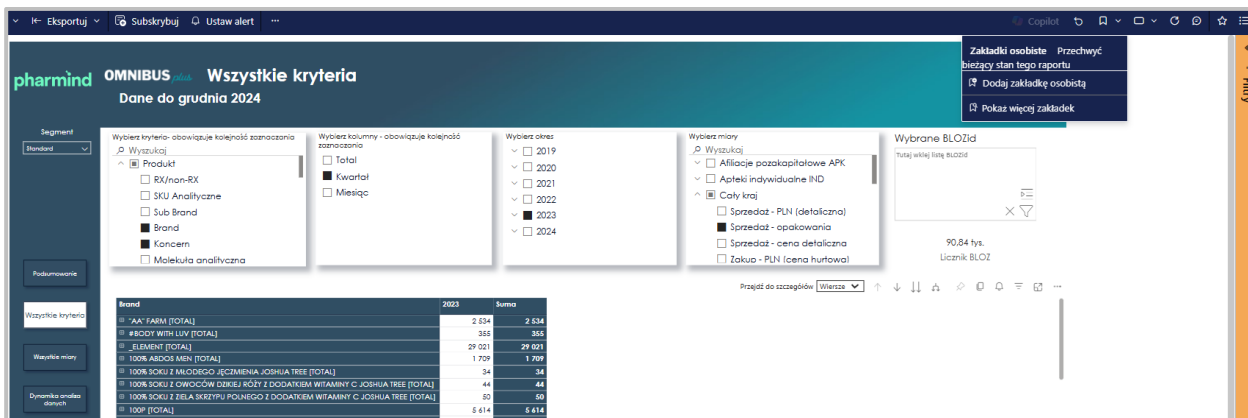 Eksportuj
Subskrybuj
Ustaw alert
Copilot
Zakładki osobiste Przechwyć
bieżący stan tego raportu
Dodaj zakładkę osobistą
Pokaż więcej zakładek
Filtry
pharmind
OMNIBUS plus
Wszystkie kryteria
Dane do grudnia 2024
Segment
Standard
Wybierz kryteria- obowiązuje kolejność zaznaczania
Wyszukaj
Produkt
RX/non-RX
SKU Analityczne
Sub Brand
Brand
Koncern
Molekuła analityczna
Wybierz kolumny - obowiązuje kolejność
zaznaczania
Total
Kwartał
Miesiąc
Wybierz okres
2019
2020
2021
2022
2023
2024
Wybierz miary
Wyszukaj
Afiliacje pozakapitałowe APK
Apteki indywidualne IND
Cały kraj
Sprzedaż - PLN (detaliczna)
Sprzedaż - opakowania
Sprzedaż - cena detaliczna
Zakup - PLN (cena hurtowa)
Wybrane BLOZid
Tutaj wklej listę BLOZid
90,84 tys.
Licznik BLOZ
Podsumowanie
Wszystkie kryteria
Wszystkie miary
Dynamika analiza
danych
Przejdź do szczegółów Wiersze
Brand 2023 Suma
"AA" FARM [TOTAL] 2 534 2 534
#BODY WITH LUV [TOTAL] 355 355
_ELEMENT [TOTAL] 29 021 29 021
100% ABDOS MEN [TOTAL] 1 709 1 709
100% SOKU Z MŁODEGO JĘCZMIENIA JOSHUA TREE [TOTAL] 34 34
100% SOKU Z OWOCÓW DZIKIEJ RÓŻY Z DODATKIEM WITAMINY C JOSHUA TREE [TOTAL] 44 44
100% SOKU Z ZIELA SKRZYPU POLNEGO Z DODATKIEM WITAMINY C JOSHUA TREE [TOTAL] 50 50
100P [TOTAL] 5 614 5 614